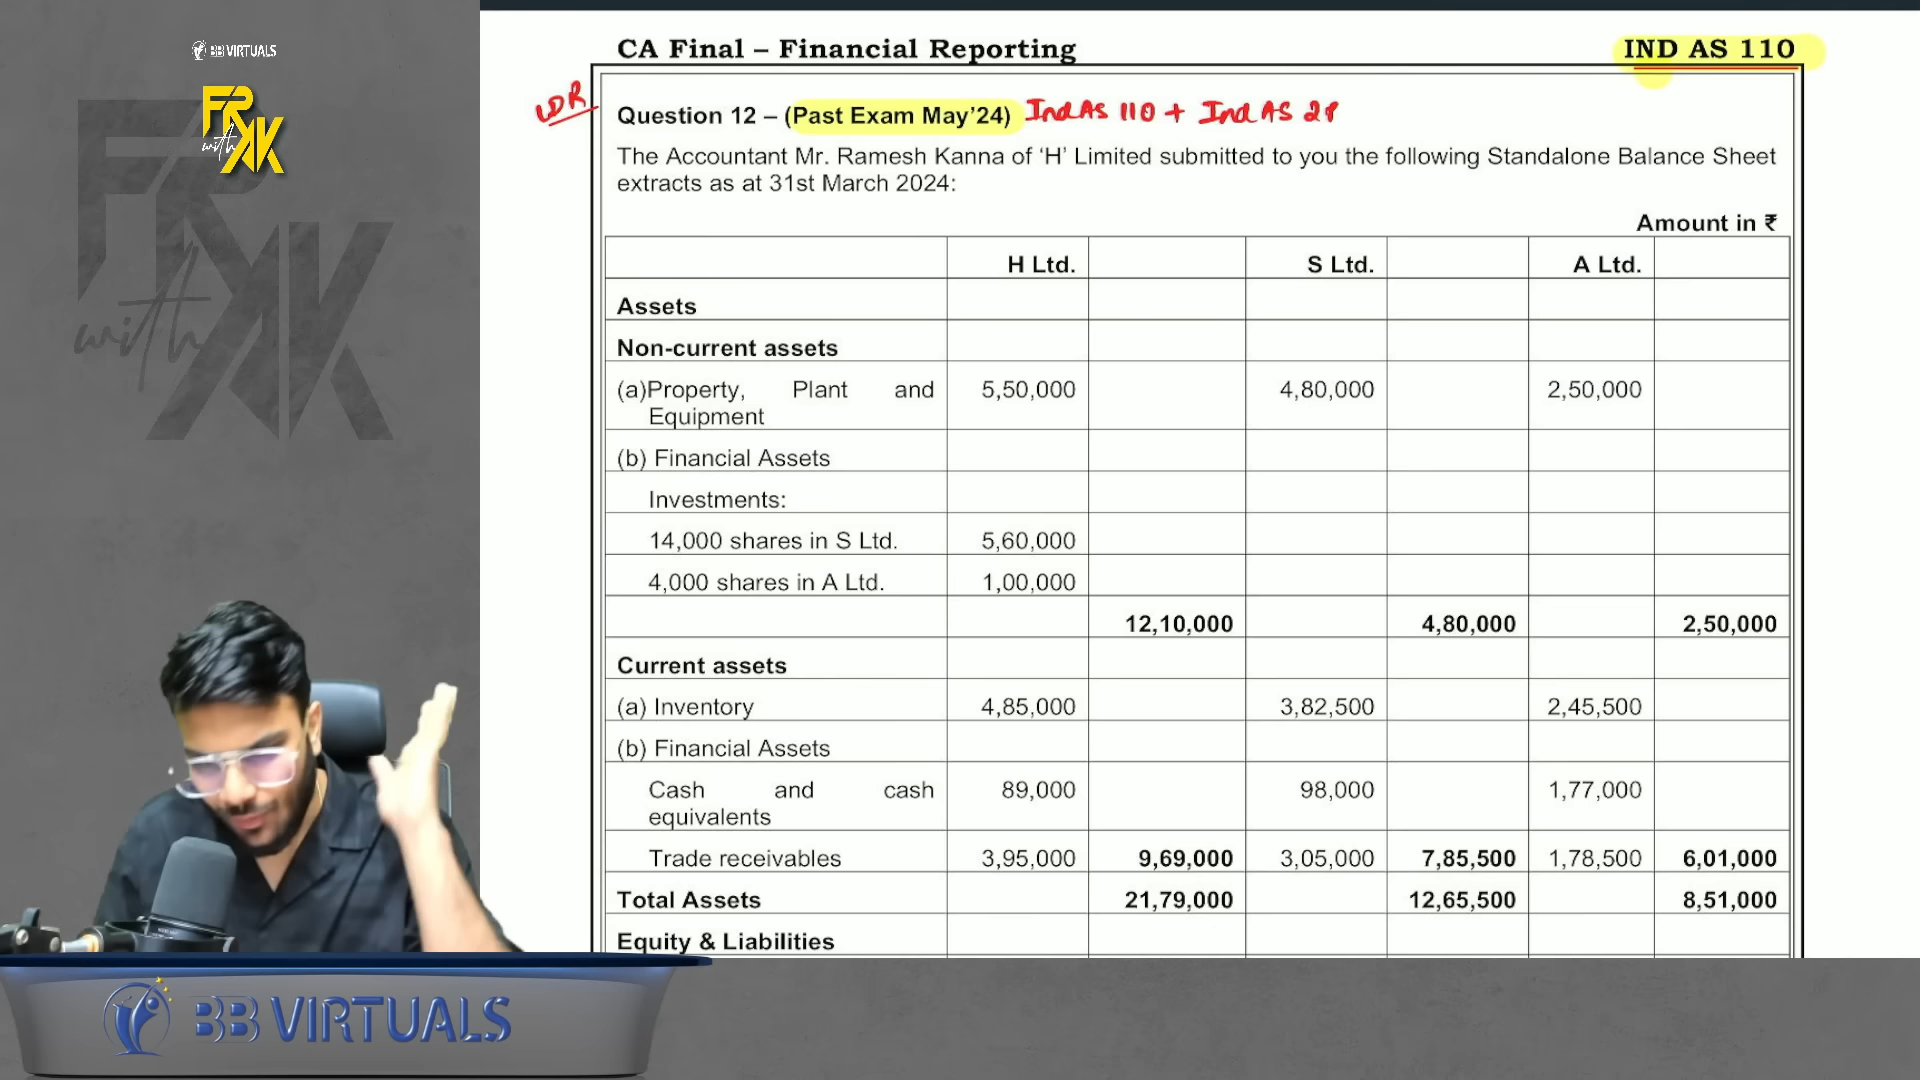 BB VIRTUALS
FR
with
AK
FR
with
AK
CA Final – Financial Reporting
IND AS 110
LDR
Question 12 – (Past Exam May'24) Ind AS 110 + Ind AS 28
The Accountant Mr. Ramesh Kanna of 'H' Limited submitted to you the following Standalone Balance Sheet
extracts as at 31st March 2024:
Amount in ₹
H Ltd. S Ltd. A Ltd.
Assets
Non-current assets
(a)Property, Plant and 5,50,000 4,80,000 2,50,000
Equipment
(b) Financial Assets
Investments:
14,000 shares in S Ltd. 5,60,000
4,000 shares in A Ltd. 1,00,000
12,10,000 4,80,000 2,50,000
Current assets
(a) Inventory 4,85,000 3,82,500 2,45,500
(b) Financial Assets
Cash and cash 89,000 98,000 1,77,000
equivalents
Trade receivables 3,95,000 9,69,000 3,05,000 7,85,500 1,78,500 6,01,000
Total Assets 21,79,000 12,65,500 8,51,000
Equity & Liabilities
BB VIRTUALS